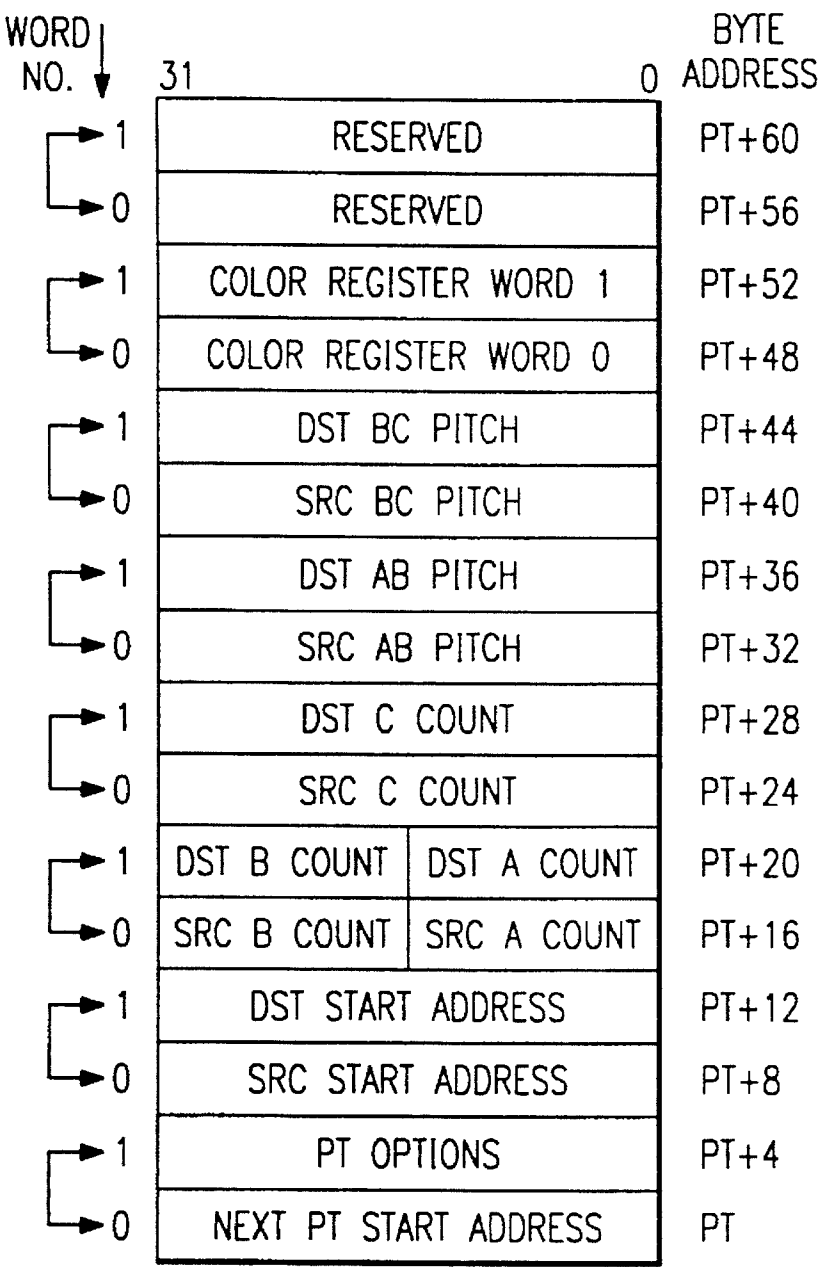 WORD NO. BYTE ADDRESS
31 0
1 RESERVED PT+60
0 RESERVED PT+56
1 COLOR REGISTER WORD 1 PT+52
0 COLOR REGISTER WORD 0 PT+48
1 DST BC PITCH PT+44
0 SRC BC PITCH PT+40
1 DST AB PITCH PT+36
0 SRC AB PITCH PT+32
1 DST C COUNT PT+28
0 SRC C COUNT PT+24
1 DST B COUNT DST A COUNT PT+20
0 SRC B COUNT SRC A COUNT PT+16
1 DST START ADDRESS PT+12
0 SRC START ADDRESS PT+8
1 PT OPTIONS PT+4
0 NEXT PT START ADDRESS PT